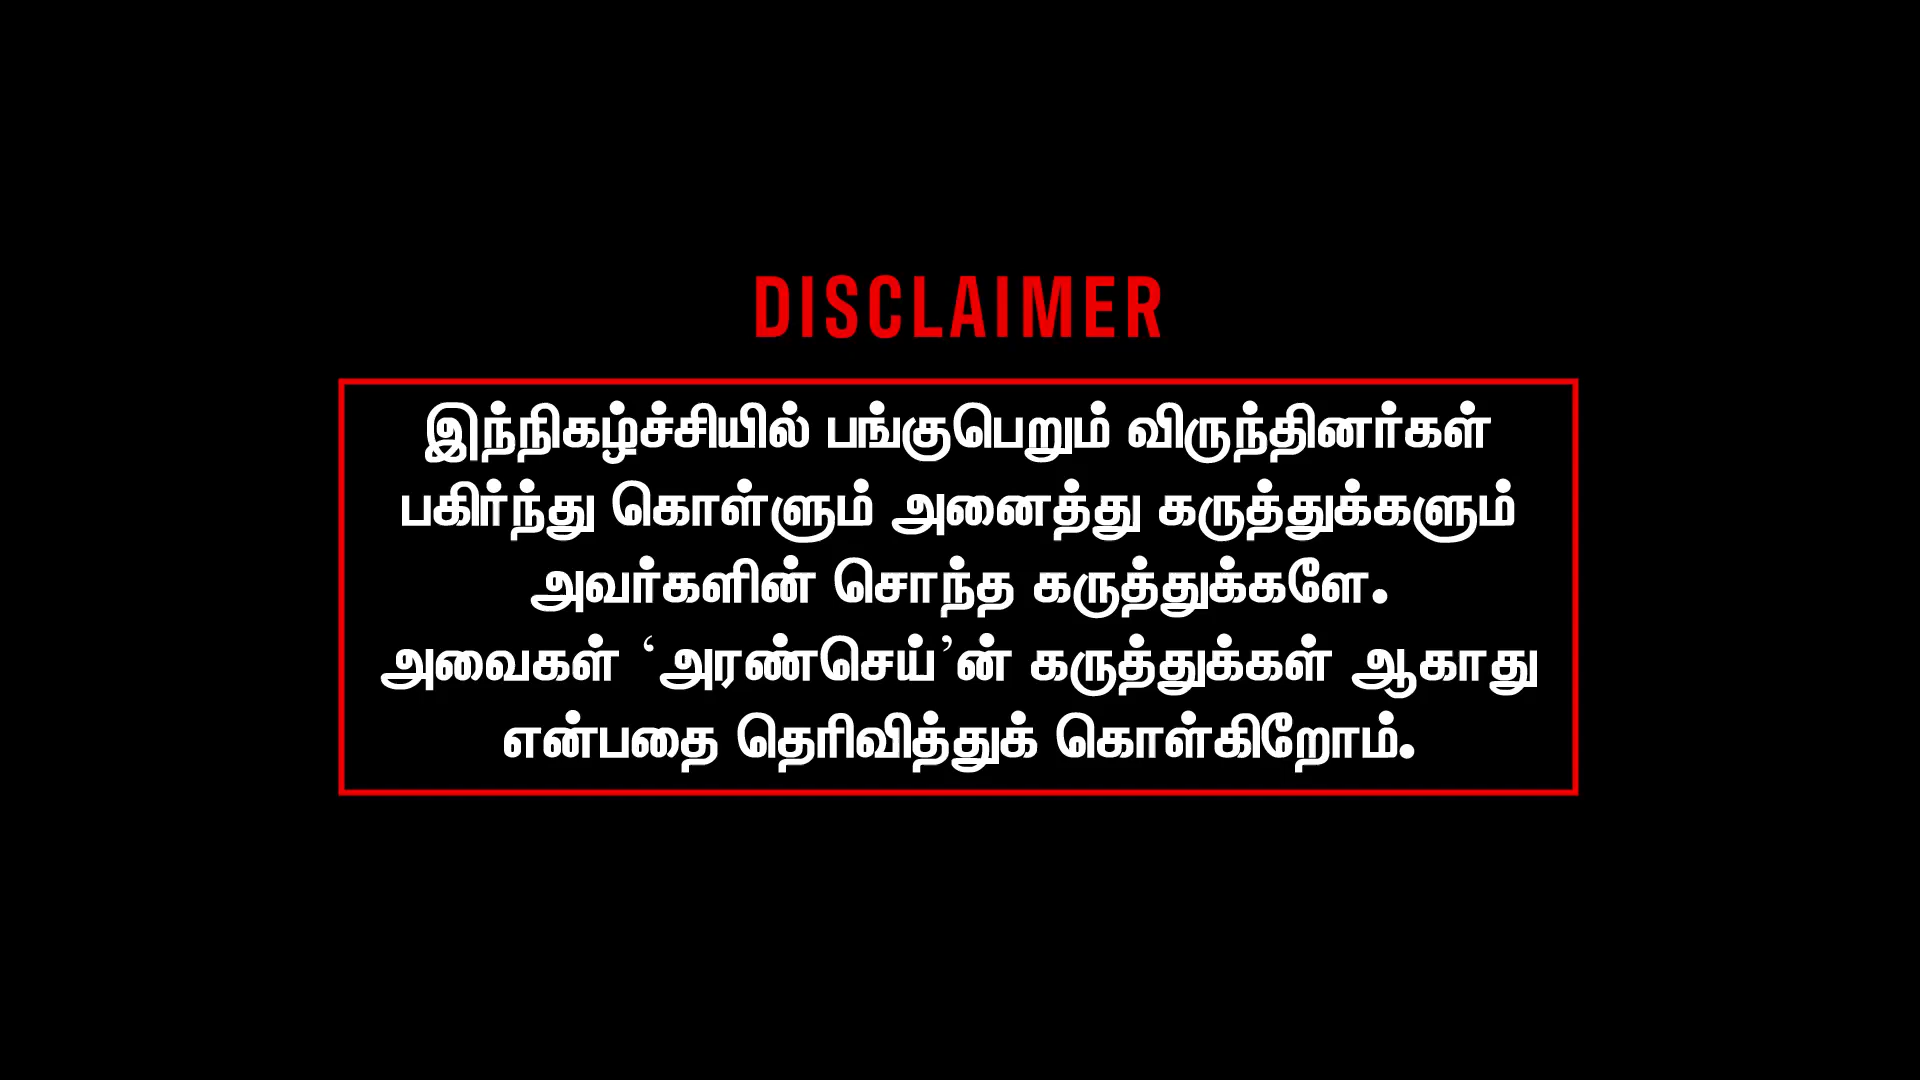 DISCLAIMER
இந்நிகழ்ச்சியில் பங்குபெறும் விருந்தினர்கள்
பகிர்ந்து கொள்ளும் அனைத்து கருத்துக்களும்
அவர்களின் சொந்த கருத்துக்களே.
அவைகள் ‘அரண்செய்’ன் கருத்துக்கள் ஆகாது
என்பதை தெரிவித்துக் கொள்கிறோம்.